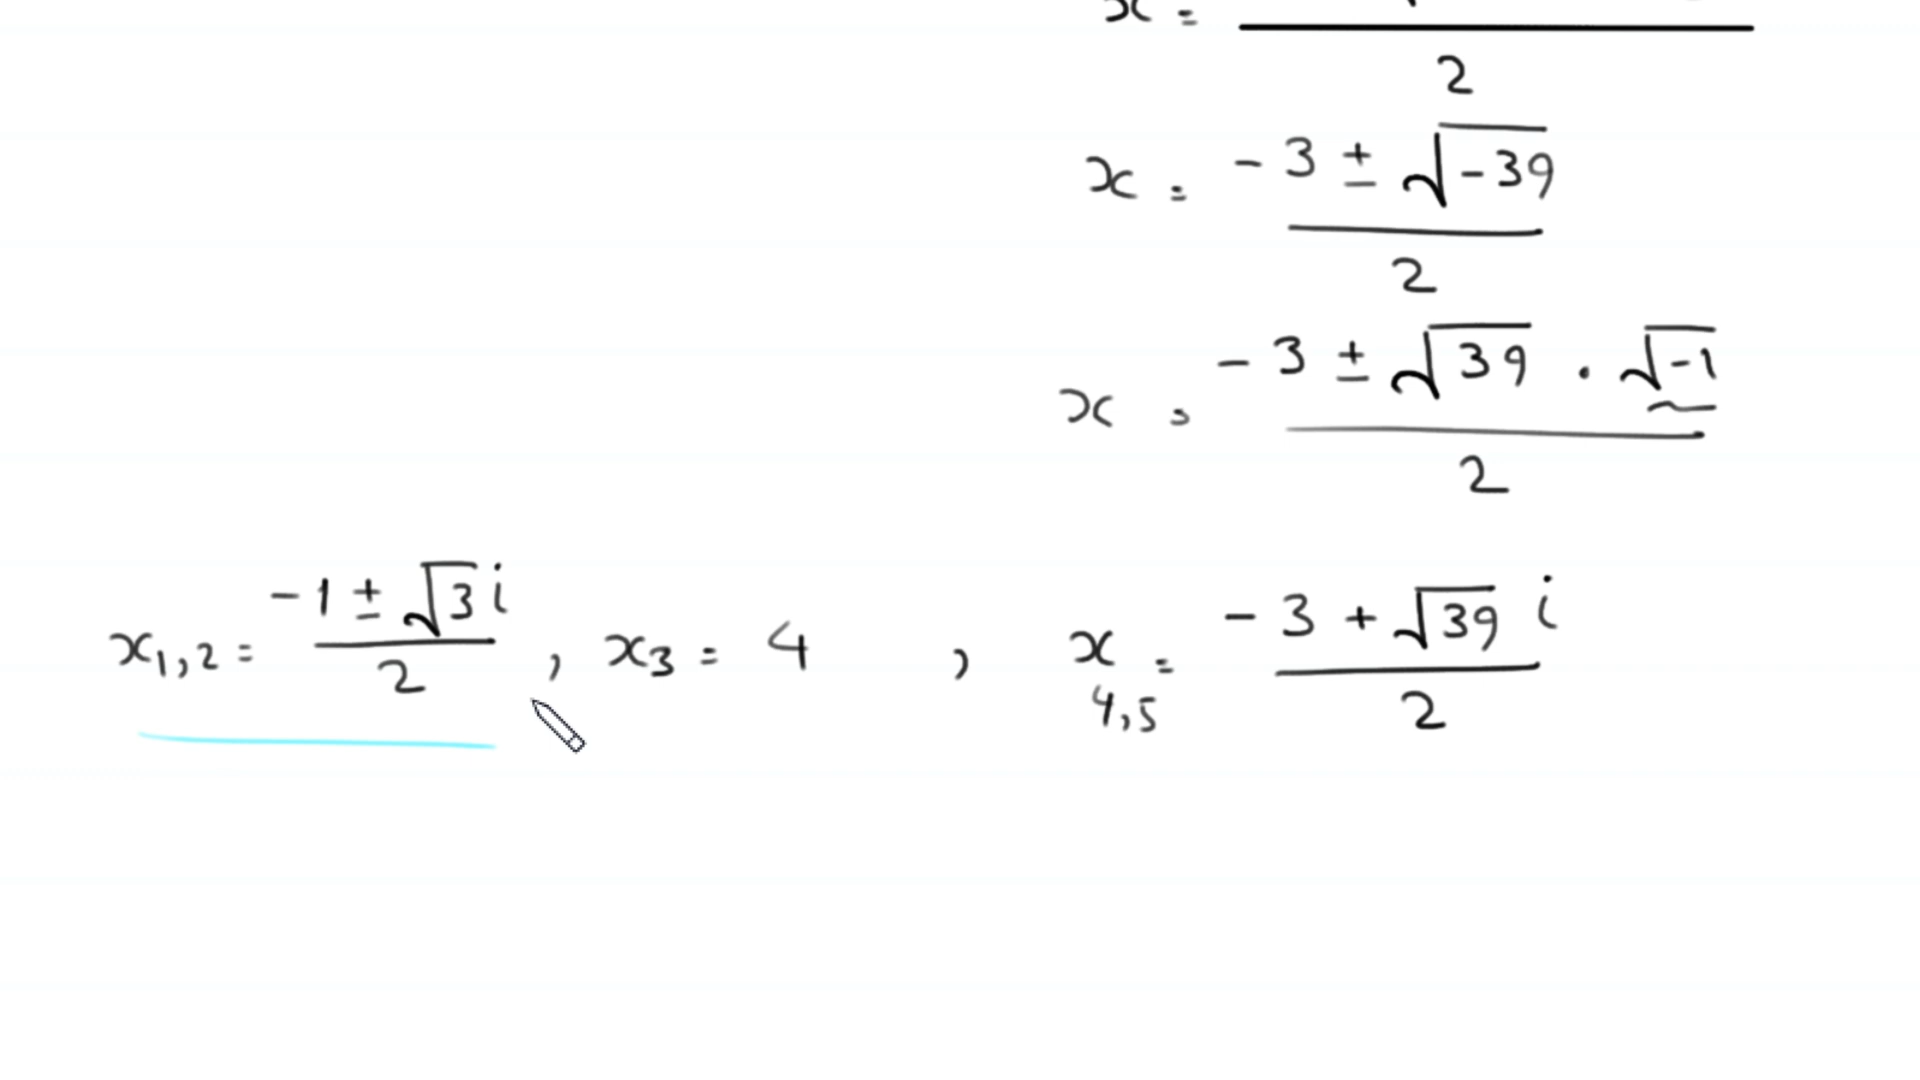 x =
2
x = - 3 ± √-39
2
x = - 3 ± √39 · √-1
2
x1,2 = - 1 ± √3 i / 2 , x3 = 4 , x4,5 = - 3 + √39 i / 2